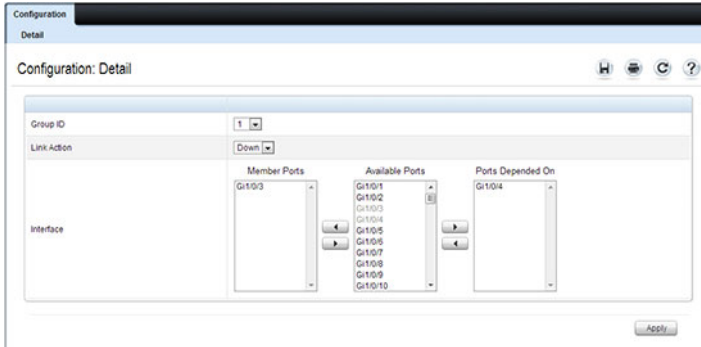 Configuration
Detail
Configuration: Detail
?
Group ID
1
Link Action
Down
Interface
Member Ports
Gi1/0/3
Available Ports
Gi1/0/1
Gi1/0/2
Gi1/0/3
Gi1/0/4
Gi1/0/5
Gi1/0/6
Gi1/0/7
Gi1/0/8
Gi1/0/9
Gi1/0/10
Ports Depended On
Gi1/0/4
Apply